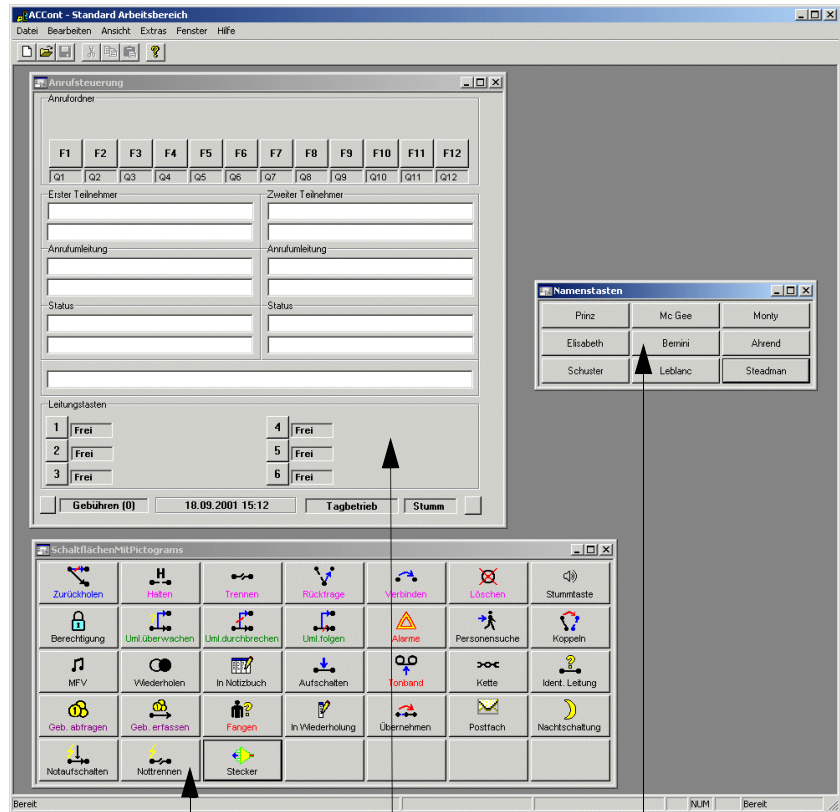 ACCont - Standard Arbeitsbereich
Datei Bearbeiten Ansicht Extras Fenster Hilfe
Anrufsteuerung
Anrufordner
F1 F2 F3 F4 F5 F6 F7 F8 F9 F10 F11 F12
Q1 Q2 Q3 Q4 Q5 Q6 Q7 Q8 Q9 Q10 Q11 Q12
Erster Teilnehmer Zweiter Teilnehmer
Anrufumleitung Anrufumleitung
Status Status
Leitungstasten
1 Frei 4 Frei
2 Frei 5 Frei
3 Frei 6 Frei
Gebühren (0) 18.09.2001 15:12 Tagbetrieb Stumm
Namenstasten
Prinz Mc Gee Monty
Elisabeth Bernini Ahrend
Schuster Leblanc Steadman
SchaltflächenMitPictograms
Zurückholen Halten Trennen Rückfrage Verbinden Löschen Stummtaste
Berechtigung Uml.überwachen Uml.durchbrechen Uml.folgen Alarme Personensuche Koppeln
MFV Wiederholen In Notizbuch Aufschalten Tonband Kette Ident. Leitung
Geb. abfragen Geb. erfassen Fangen In Wiederholung Übernehmen Postfach Nachtschaltung
Notaufschalten Nottrennen Stecker
Bereit NUM Bereit